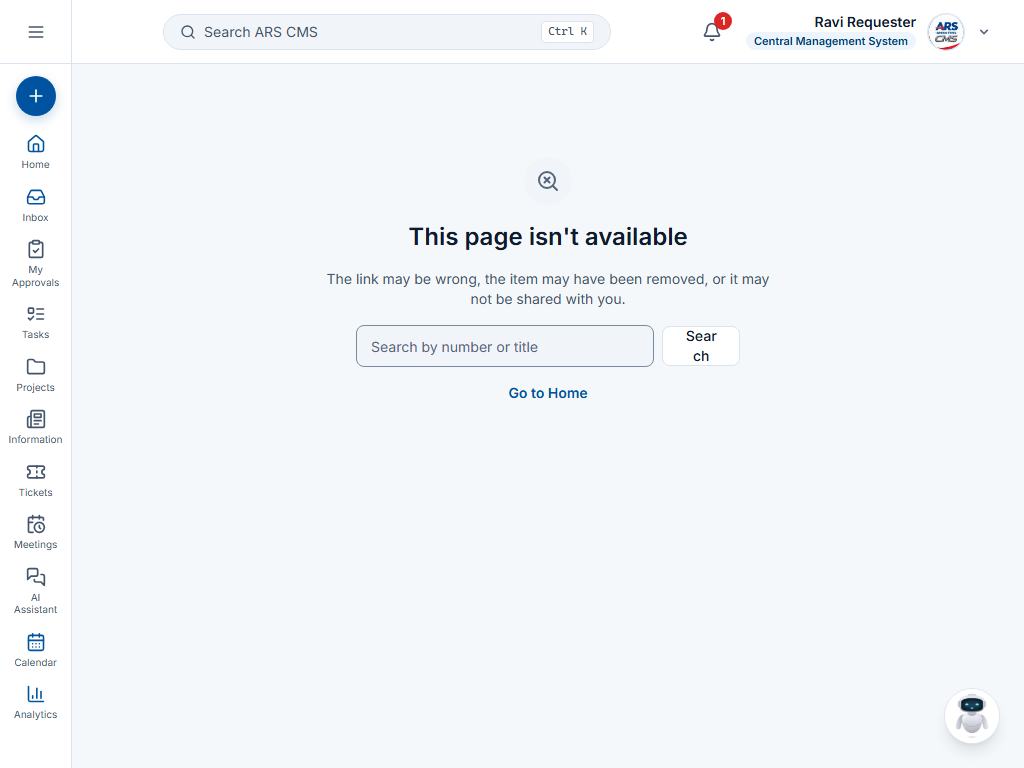 Search ARS CMS
Ctrl K
1
Ravi Requester
Central Management System
ARS
CMS
Home
Inbox
My
Approvals
Tasks
Projects
Information
Tickets
Meetings
AI
Assistant
Calendar
Analytics
This page isn't available
The link may be wrong, the item may have been removed, or it may
not be shared with you.
Search by number or title
Sear
ch
Go to Home